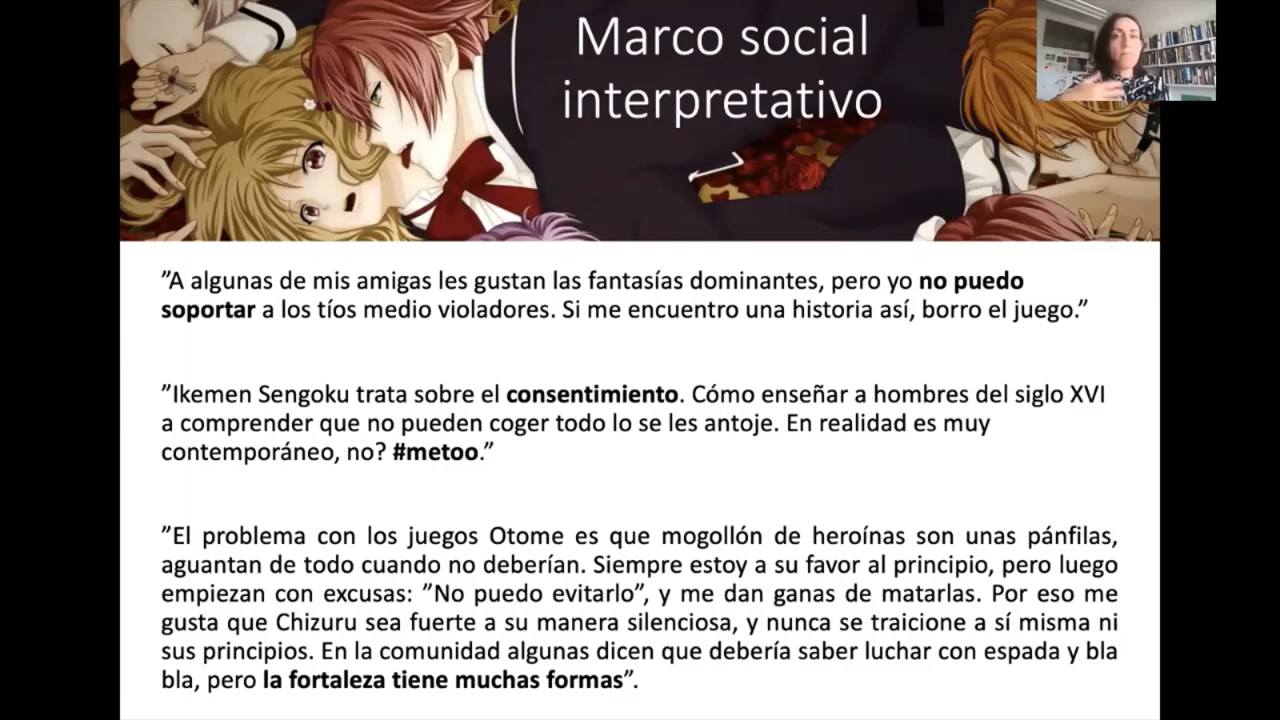 Marco social
interpretativo
”A algunas de mis amigas les gustan las fantasías dominantes, pero yo no puedo
soportar a los tíos medio violadores. Si me encuentro una historia así, borro el juego.”
”Ikemen Sengoku trata sobre el consentimiento. Cómo enseñar a hombres del siglo XVI
a comprender que no pueden coger todo lo se les antoje. En realidad es muy
contemporáneo, no? #metoo.”
”El problema con los juegos Otome es que mogollón de heroínas son unas pánfilas,
aguantan de todo cuando no deberían. Siempre estoy a su favor al principio, pero luego
empiezan con excusas: ”No puedo evitarlo”, y me dan ganas de matarlas. Por eso me
gusta que Chizuru sea fuerte a su manera silenciosa, y nunca se traicione a sí misma ni
sus principios. En la comunidad algunas dicen que debería saber luchar con espada y bla
bla, pero la fortaleza tiene muchas formas”.